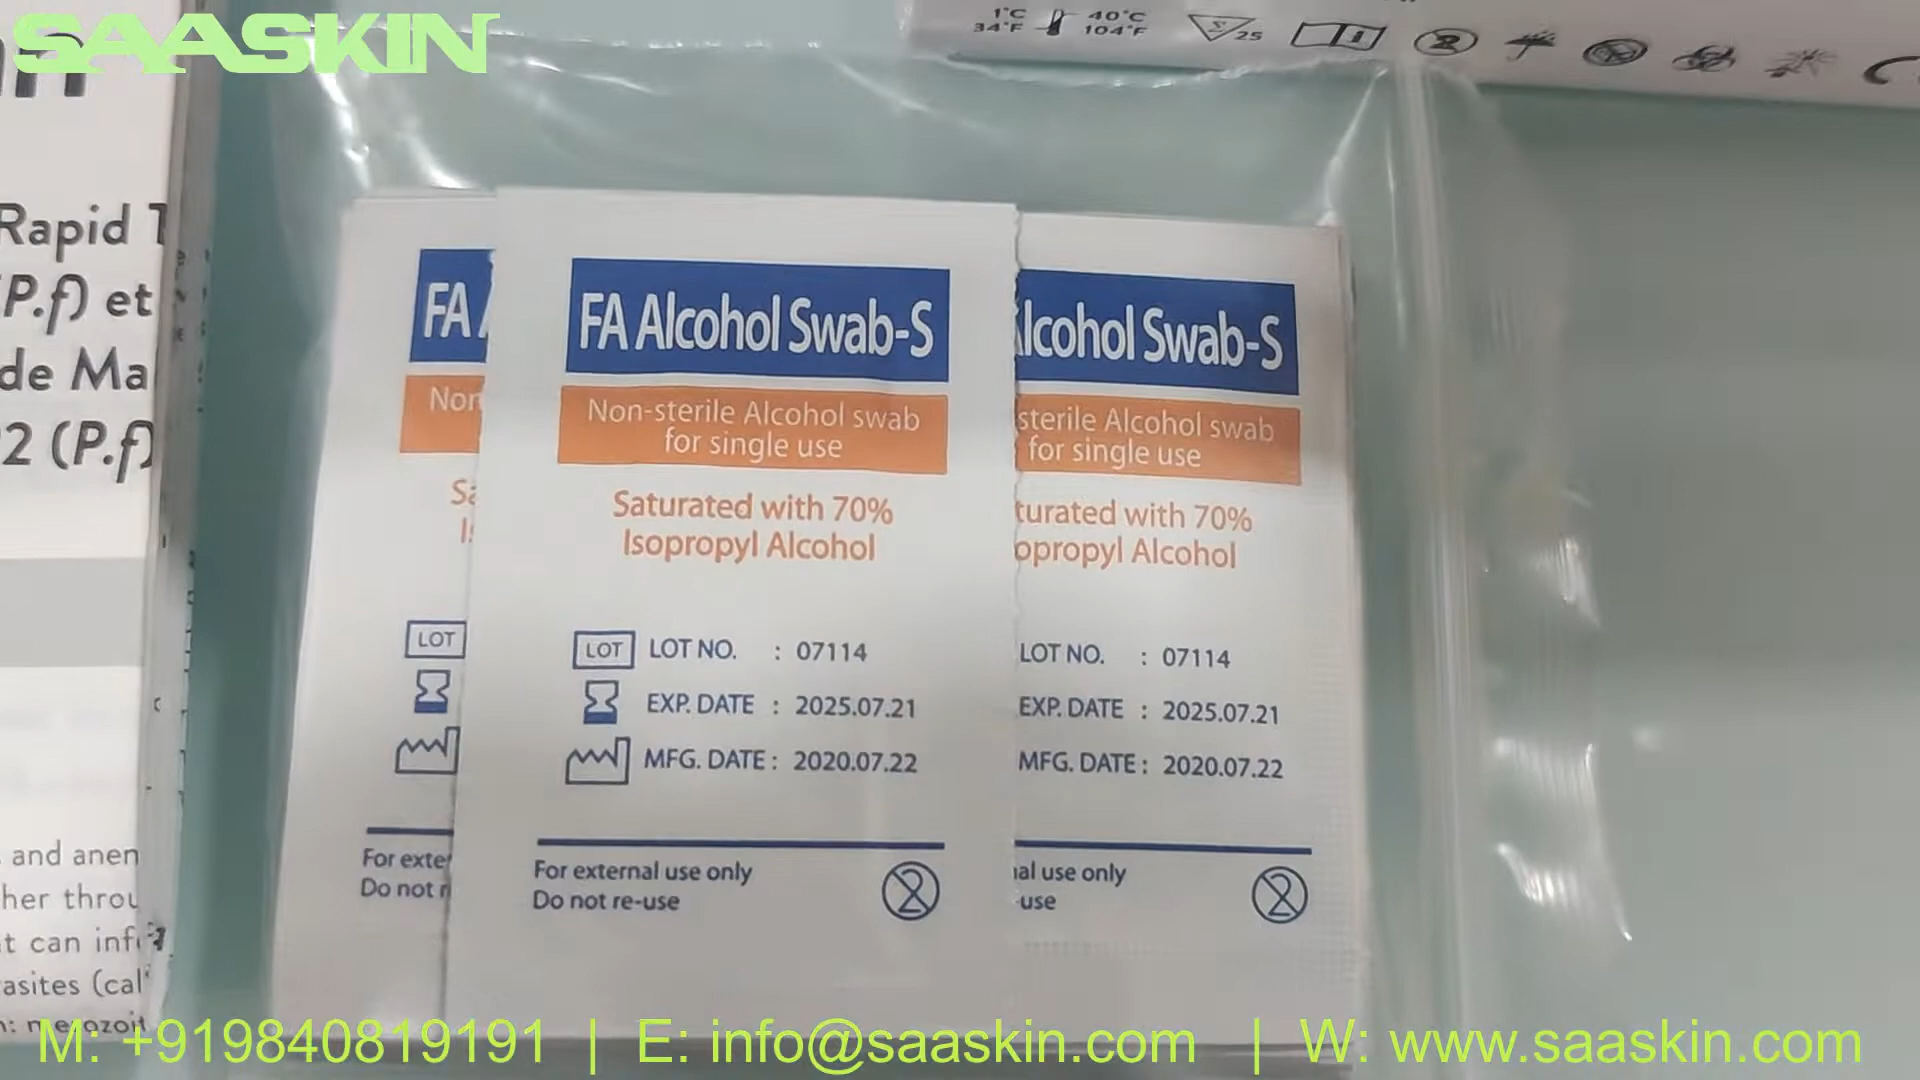 SAASKIN
1°C
34°F
40°C
104°F
25
Rapid
(P.f) et
de Ma
2 (P.f)
and anen
her throu
t can infi
asites (cal
FA
Non
Sa
LOT
For exter
Do not r
FA Alcohol Swab-S
Non-sterile Alcohol swab
for single use
Saturated with 70%
Isopropyl Alcohol
LOT LOT NO. : 07114
EXP. DATE : 2025.07.21
MFG. DATE : 2020.07.22
For external use only
Do not re-use
2
lcohol Swab-S
sterile Alcohol swab
for single use
turated with 70%
opropyl Alcohol
LOT NO. : 07114
EXP. DATE : 2025.07.21
MFG. DATE : 2020.07.22
al use only
use
2
M: +919840819191 | E: info@saaskin.com | W: www.saaskin.com